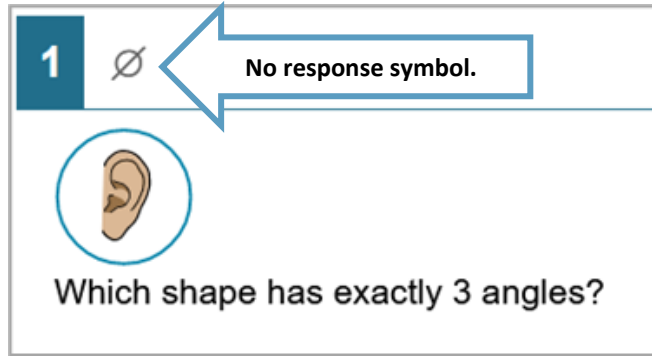 1 Ø No response symbol.
Which shape has exactly 3 angles?